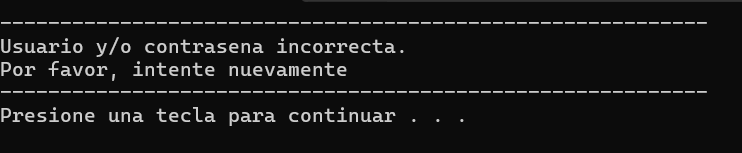 -----------------------------------------------------------
Usuario y/o contrasena incorrecta.
Por favor, intente nuevamente
-----------------------------------------------------------
Presione una tecla para continuar . . .